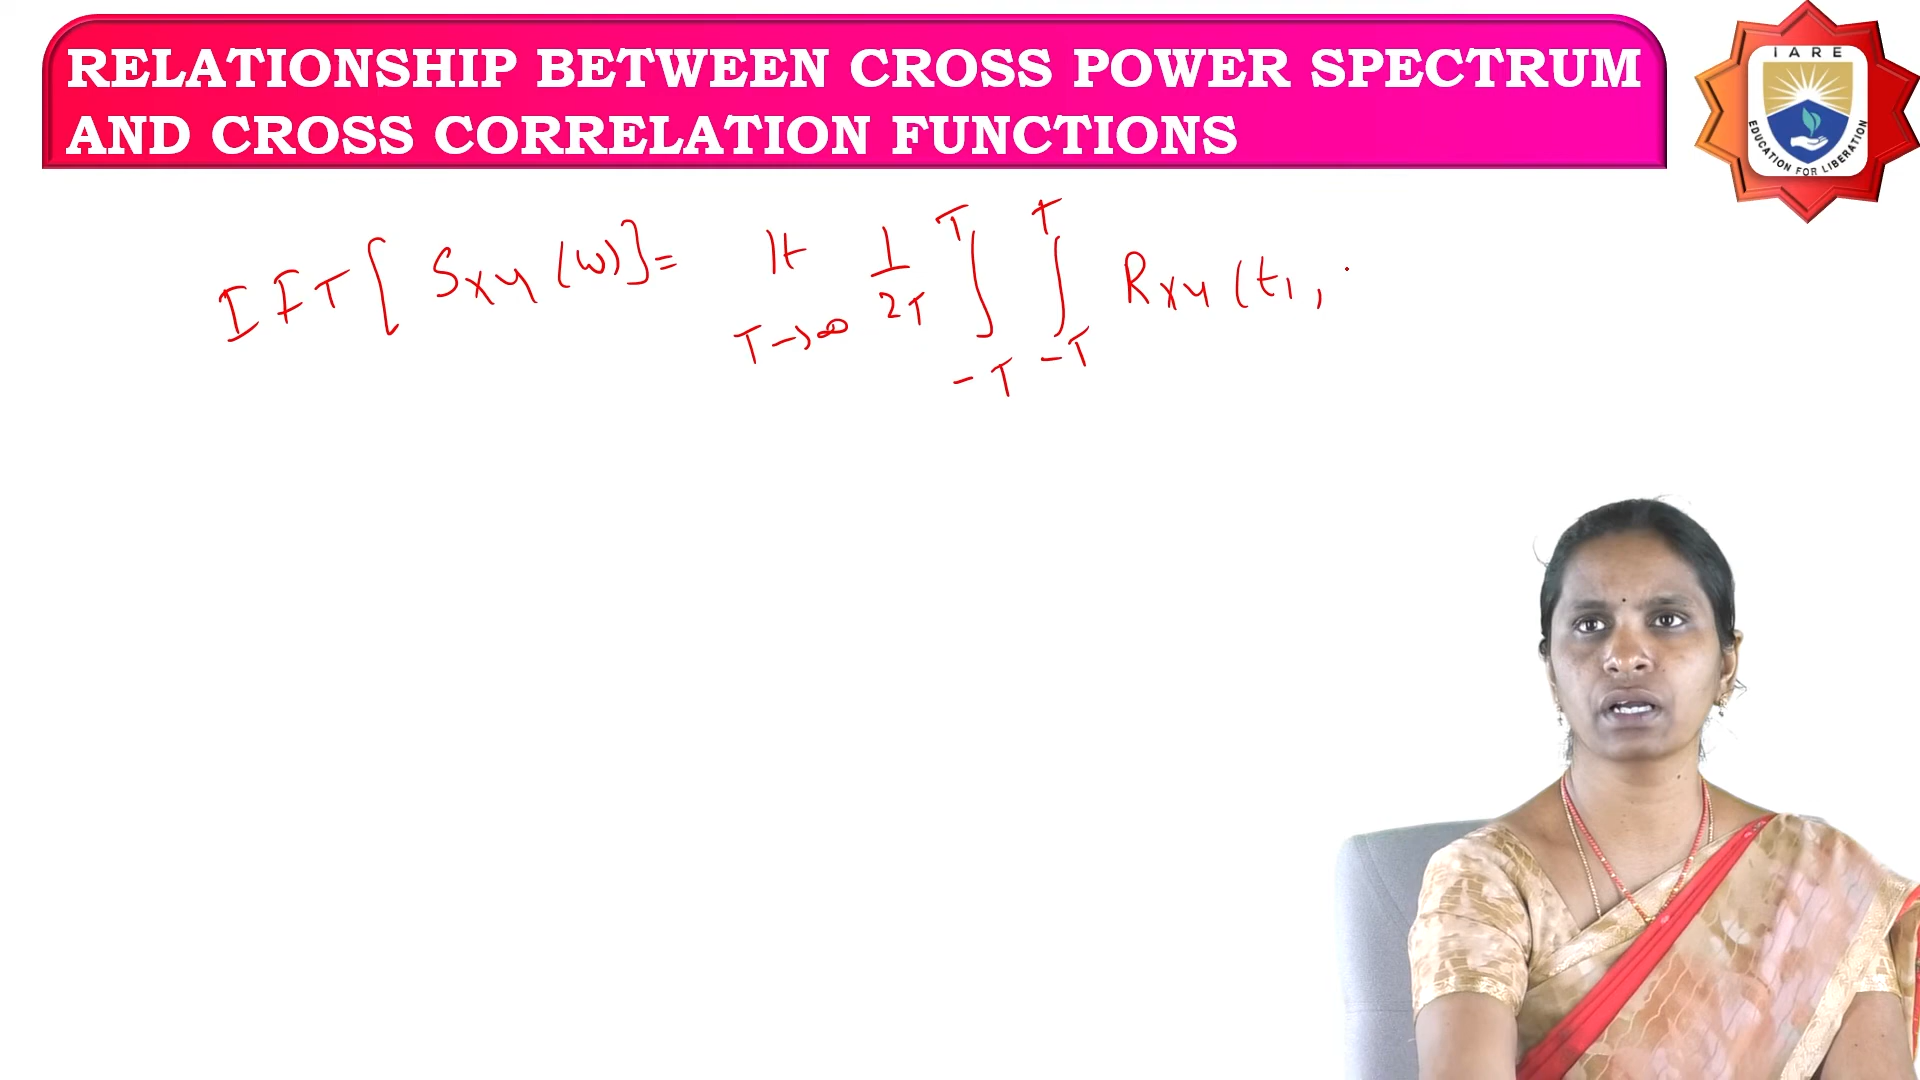 RELATIONSHIP BETWEEN CROSS POWER SPECTRUM
AND CROSS CORRELATION FUNCTIONS
IARE
EDUCATION FOR LIBERATION
IFT[ Sxy (ω)] = lt T→∞ 1/2T ∫ -T T ∫ -T T Rxy (t1,